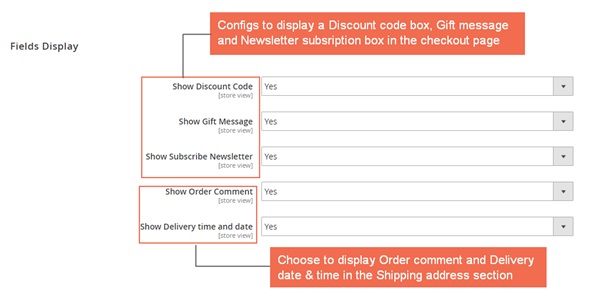 Configs to display a Discount code box, Gift message
and Newsletter subsription box in the checkout page
Fields Display
Show Discount Code Yes
[store view]
Show Gift Message Yes
[store view]
Show Subscribe Newsletter Yes
[store view]
Show Order Comment Yes
[store view]
Show Delivery time and date Yes
[store view]
Choose to display Order comment and Delivery
date & time in the Shipping address section